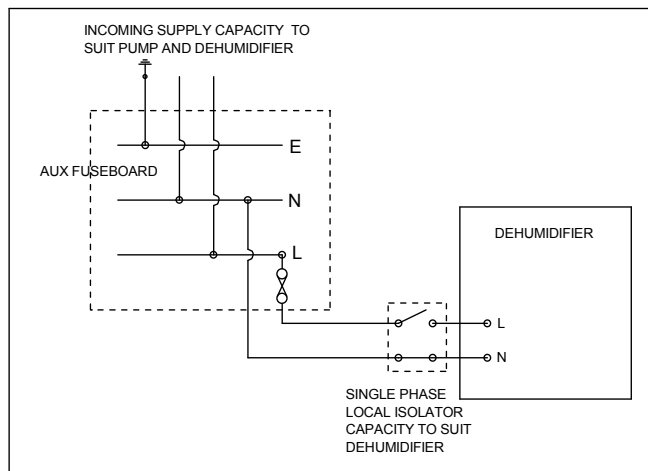 INCOMING SUPPLY CAPACITY TO
SUIT PUMP AND DEHUMIDIFIER
E
AUX FUSEBOARD
N
L
DEHUMIDIFIER
L
N
SINGLE PHASE
LOCAL ISOLATOR
CAPACITY TO SUIT
DEHUMIDIFIER